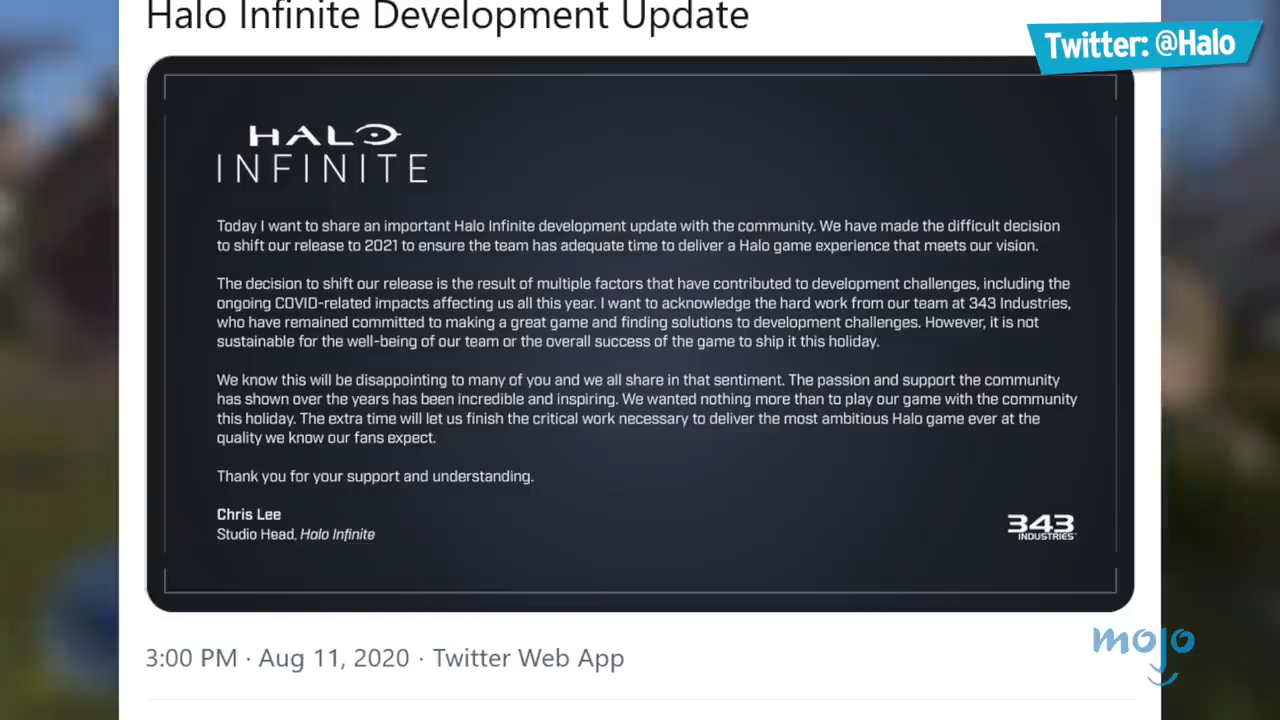 Halo Infinite Development Update
Twitter: @Halo
HALO
INFINITE
Today I want to share an important Halo Infinite development update with the community. We have made the difficult decision
to shift our release to 2021 to ensure the team has adequate time to deliver a Halo game experience that meets our vision.
The decision to shift our release is the result of multiple factors that have contributed to development challenges, including the
ongoing COVID-related impacts affecting us all this year. I want to acknowledge the hard work from our team at 343 Industries,
who have remained committed to making a great game and finding solutions to development challenges. However, it is not
sustainable for the well-being of our team or the overall success of the game to ship it this holiday.
We know this will be disappointing to many of you and we all share in that sentiment. The passion and support the community
has shown over the years has been incredible and inspiring. We wanted nothing more than to play our game with the community
this holiday. The extra time will let us finish the critical work necessary to deliver the most ambitious Halo game ever at the
quality we know our fans expect.
Thank you for your support and understanding.
Chris Lee
Studio Head, Halo Infinite
343
INDUSTRIES
3:00 PM · Aug 11, 2020 · Twitter Web App
mojo